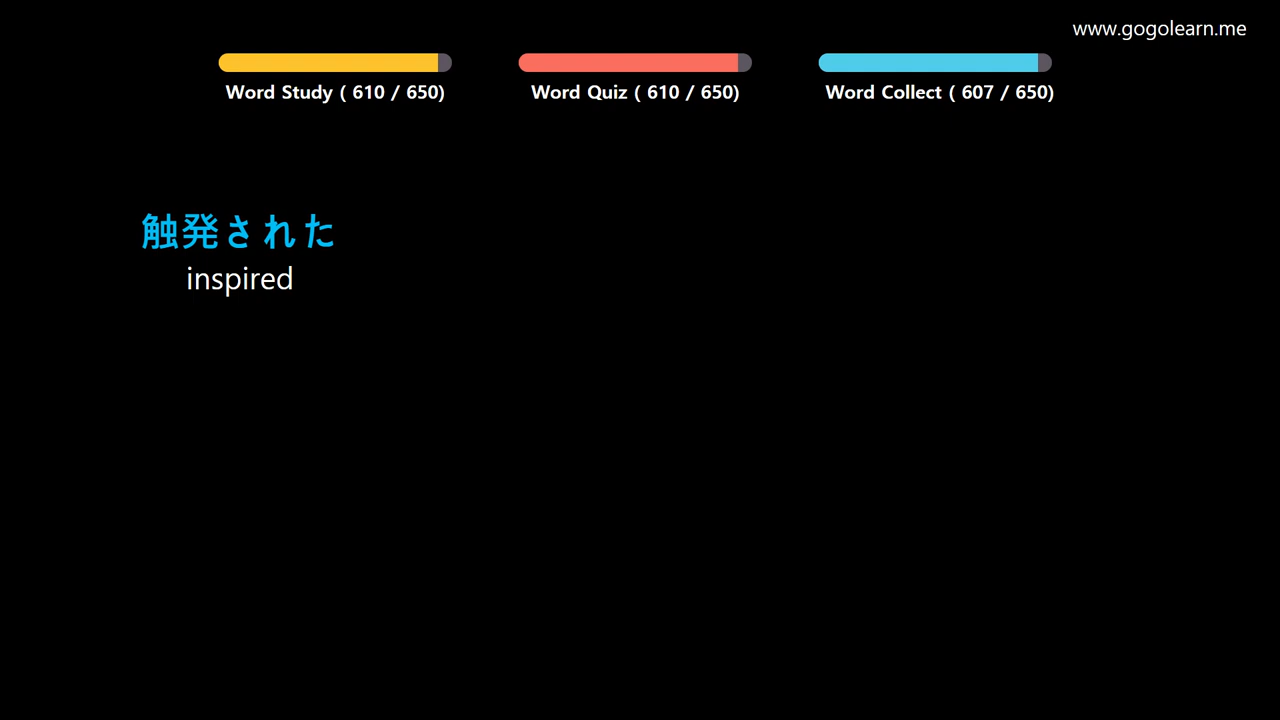 www.gogolearn.me
Word Study ( 610 / 650)
Word Quiz ( 610 / 650)
Word Collect ( 607 / 650)
触発された
inspired